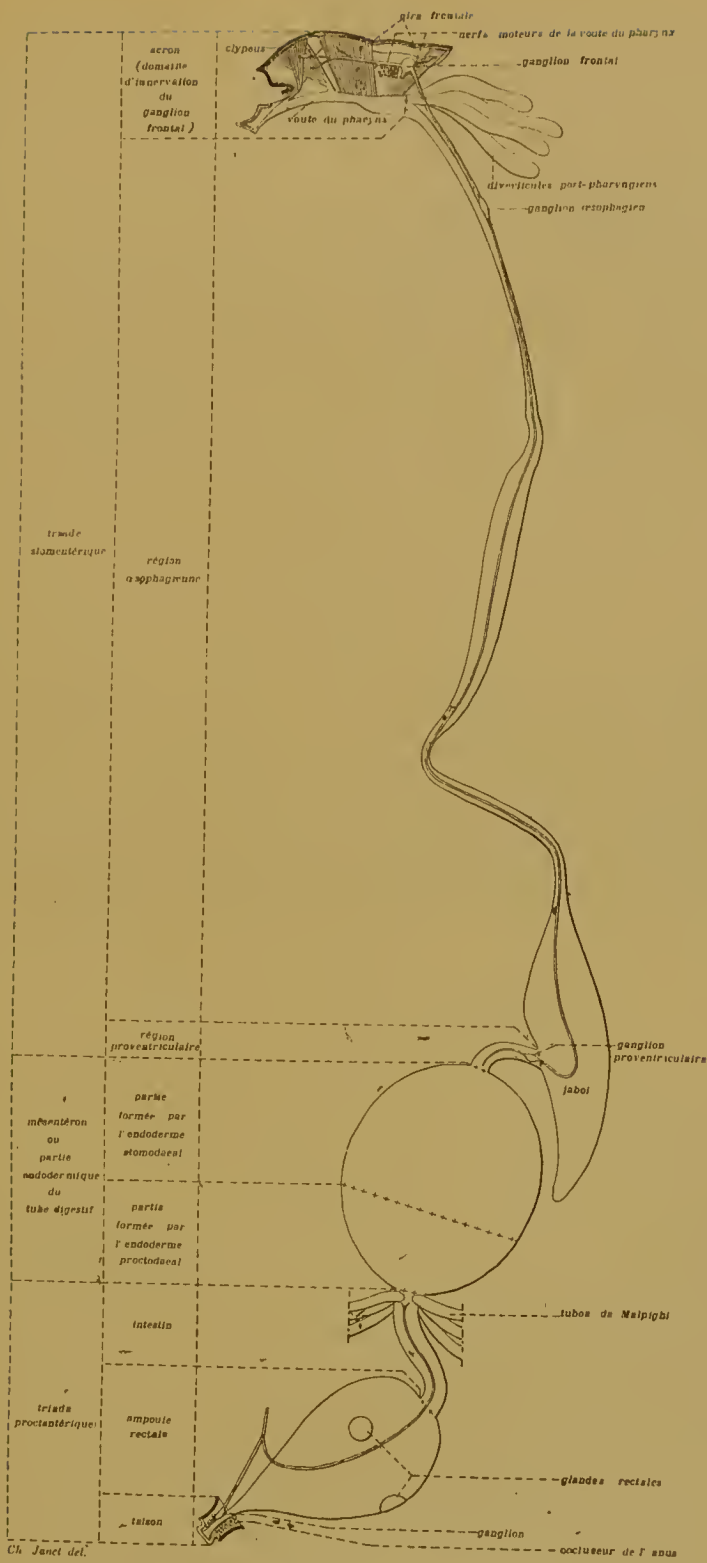 gira frontale
nerfs moteurs de la voute du pharynx
acron
(domaine
d'innervation
du
ganglion
frontal)
clypeus
ganglion frontal
voute du pharynx
diverticules post-pharyngiens
ganglion œsophagien
triade
stomentérique
région
œsophagienne
région
proventriculaire
ganglion
proventriculaire
jabot
mésentéron
ou
partie
endodermique
du
tube digestif
partie
formée par
l'endoderme
stomodaeal
partie
formée par
l'endoderme
proctodaeal
intestin
tubes de Malpighi
triade
proctentérique
ampoule
rectale
glandes rectales
telson
ganglion
occluseur de l'anus
Ch. Janet del.